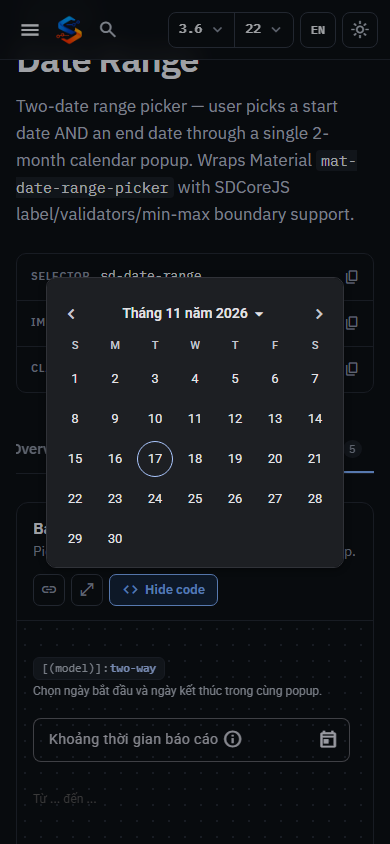 3.6 22 EN
Date Range
Two-date range picker — user picks a start
date AND an end date through a single 2-
month calendar popup. Wraps Material mat-
date-range-picker with SDCoreJS
label/validators/min-max boundary support.
SELECTOR sd-date-range
IM
CL
Tháng 11 năm 2026
S M T W T F S
1 2 3 4 5 6 7
8 9 10 11 12 13 14
15 16 17 18 19 20 21
22 23 24 25 26 27 28
29 30
Overv 5
Ba
Pi p.
Hide code
[(model)]:two-way
Chọn ngày bắt đầu và ngày kết thúc trong cùng popup.
Khoảng thời gian báo cáo
Từ ... đến ...